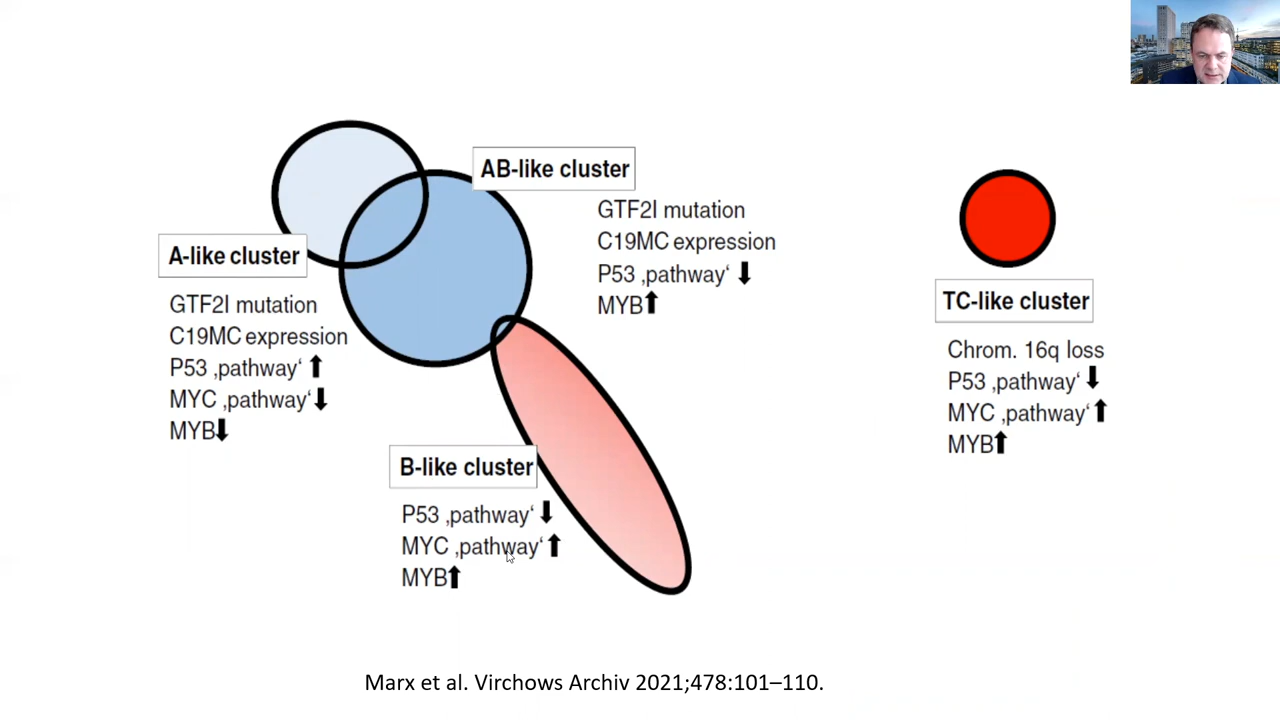 AB-like cluster
GTF2I mutation
C19MC expression
P53 ‚pathway‘ ⬇
MYB⬆
A-like cluster
GTF2I mutation
C19MC expression
P53 ‚pathway‘ ⬆
MYC ‚pathway‘⬇
MYB⬇
B-like cluster
P53 ‚pathway‘ ⬇
MYC ‚pathway‘ ⬆
MYB⬆
TC-like cluster
Chrom. 16q loss
P53 ‚pathway‘ ⬇
MYC ‚pathway‘ ⬆
MYB⬆
Marx et al. Virchows Archiv 2021;478:101–110.